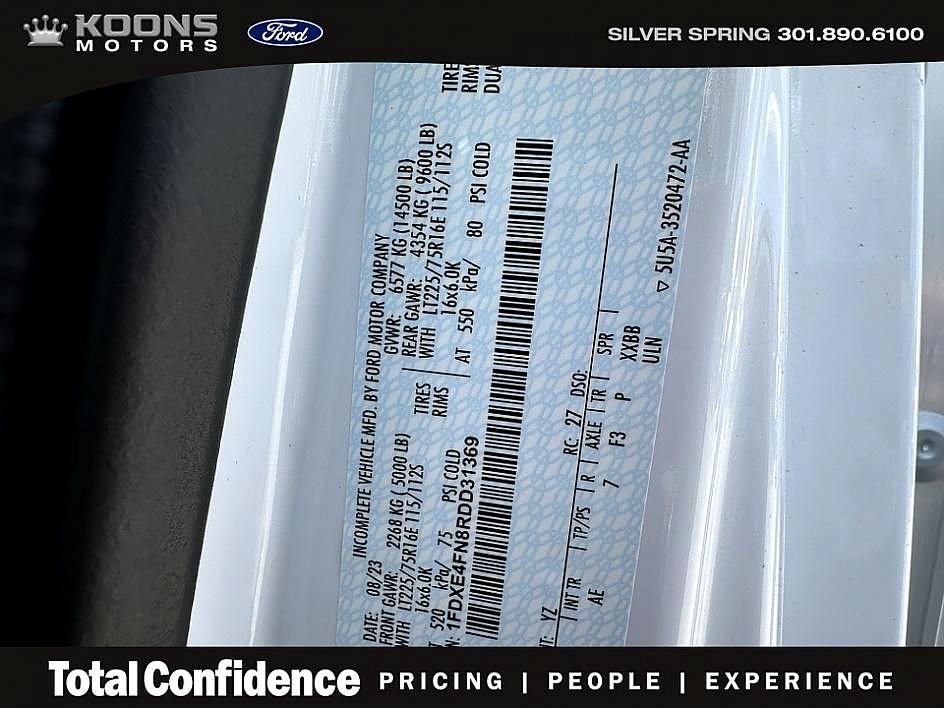 KOONS
MOTORS
Ford
SILVER SPRING 301.890.6100
INCOMPLETE VEHICLE MFD. BY FORD MOTOR COMPANY
DATE: 08/23
GVWR: 6577 KG (14500 LB)
FRONT GAWR: 2268 KG ( 5000 LB)
REAR GAWR: 4354 KG ( 9600 LB)
WITH LT225/75R16E 115/112S
TIRES
WITH LT225/75R16E 115/112S
TIRE
16x6.0K
RIMS
16x6.0K
RIMS
520 kPa/ 75 PSI COLD
AT 550 kPa/ 80 PSI COLD
DUA
1FDXE4FN8RDD31369
YZ
RC 27 DSO:
INT TR | TP/PS | R | AXLE | TR | SPR |
AE 7 F3 P XXBB
ULN
▽ 5U5A-3520472-AA
Total Confidence PRICING | PEOPLE | EXPERIENCE